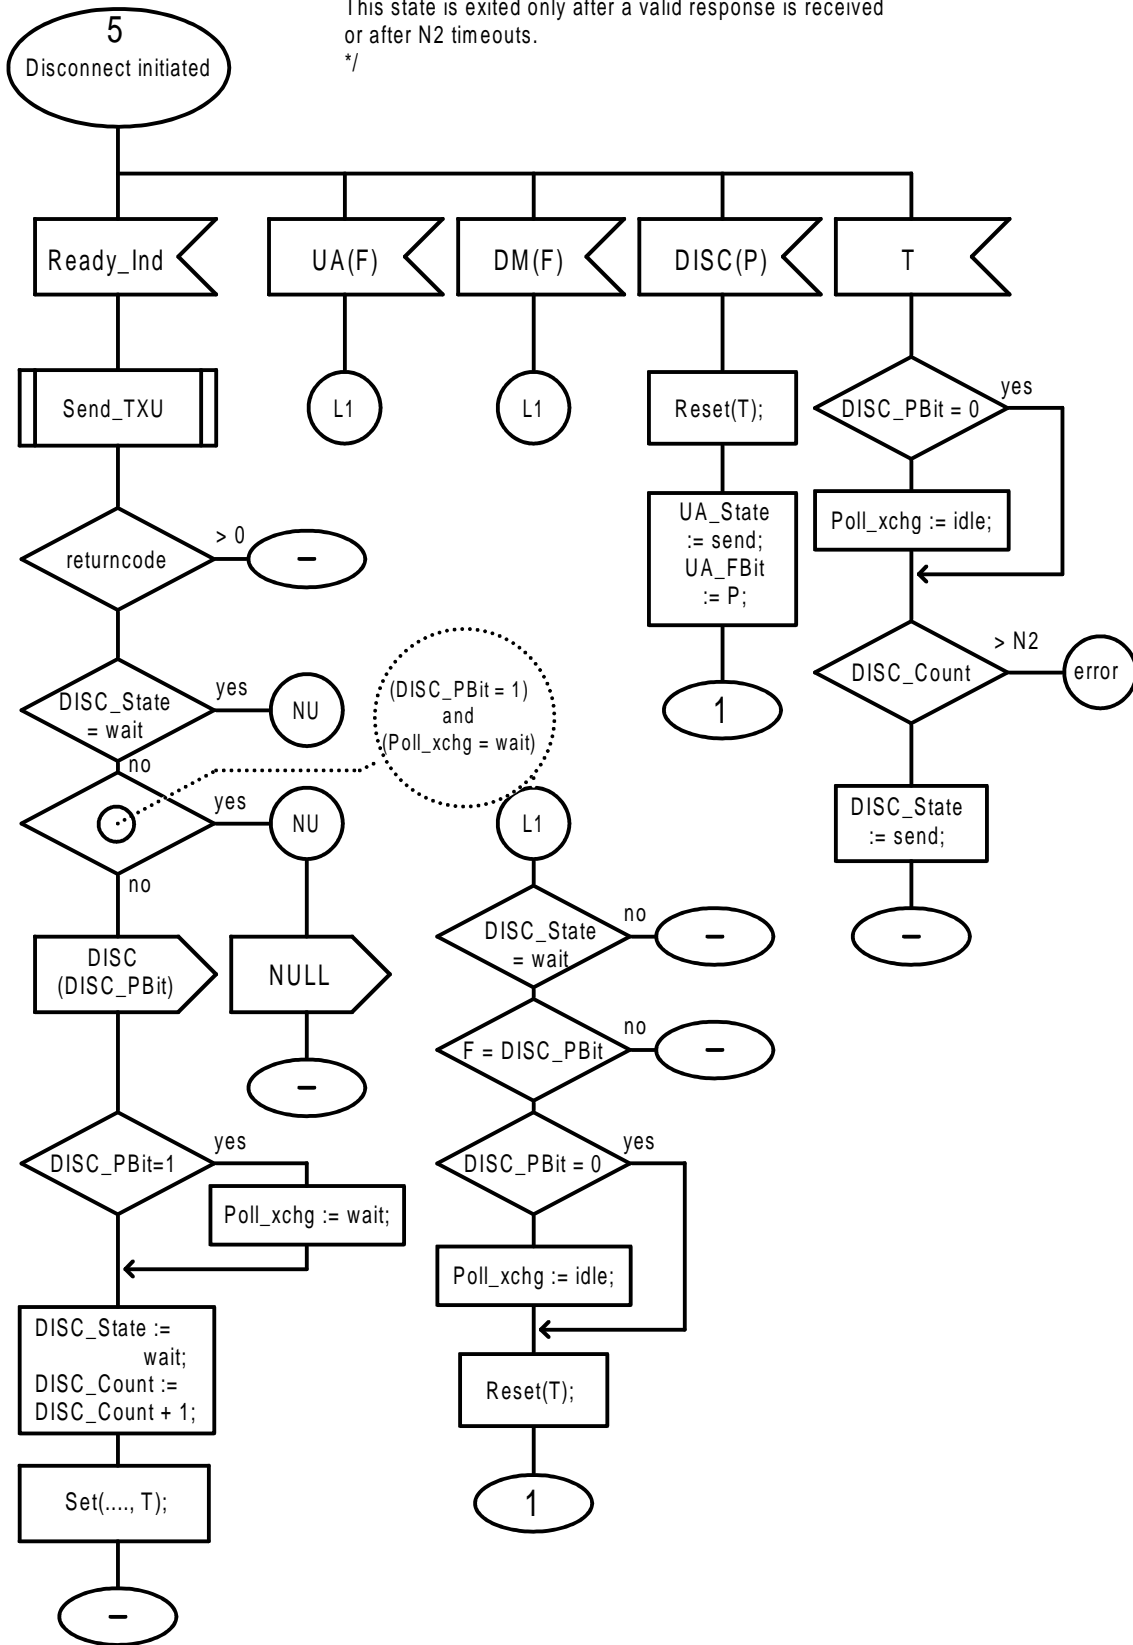 This state is exited only after a valid response is received
or after N2 timeouts.
*/
5
Disconnect initiated
Ready_Ind
UA(F)
DM(F)
DISC(P)
T
Send_TXU
L1
L1
Reset(T);
DISC_PBit = 0
yes
UA_State
:= send;
UA_FBit
:= P;
Poll_xchg := idle;
returncode
> 0
–
DISC_State
= wait
yes
NU
no
(DISC_PBit = 1)
and
(Poll_xchg = wait)
1
DISC_Count
> N2
error
yes
NU
no
L1
DISC_State
:= send;
–
DISC
(DISC_PBit)
NULL
–
DISC_State
= wait
no
–
F = DISC_PBit
no
–
DISC_PBit=1
yes
Poll_xchg := wait;
DISC_PBit = 0
yes
Poll_xchg := idle;
DISC_State :=
wait;
DISC_Count :=
DISC_Count + 1;
Reset(T);
Set(...., T);
1
–